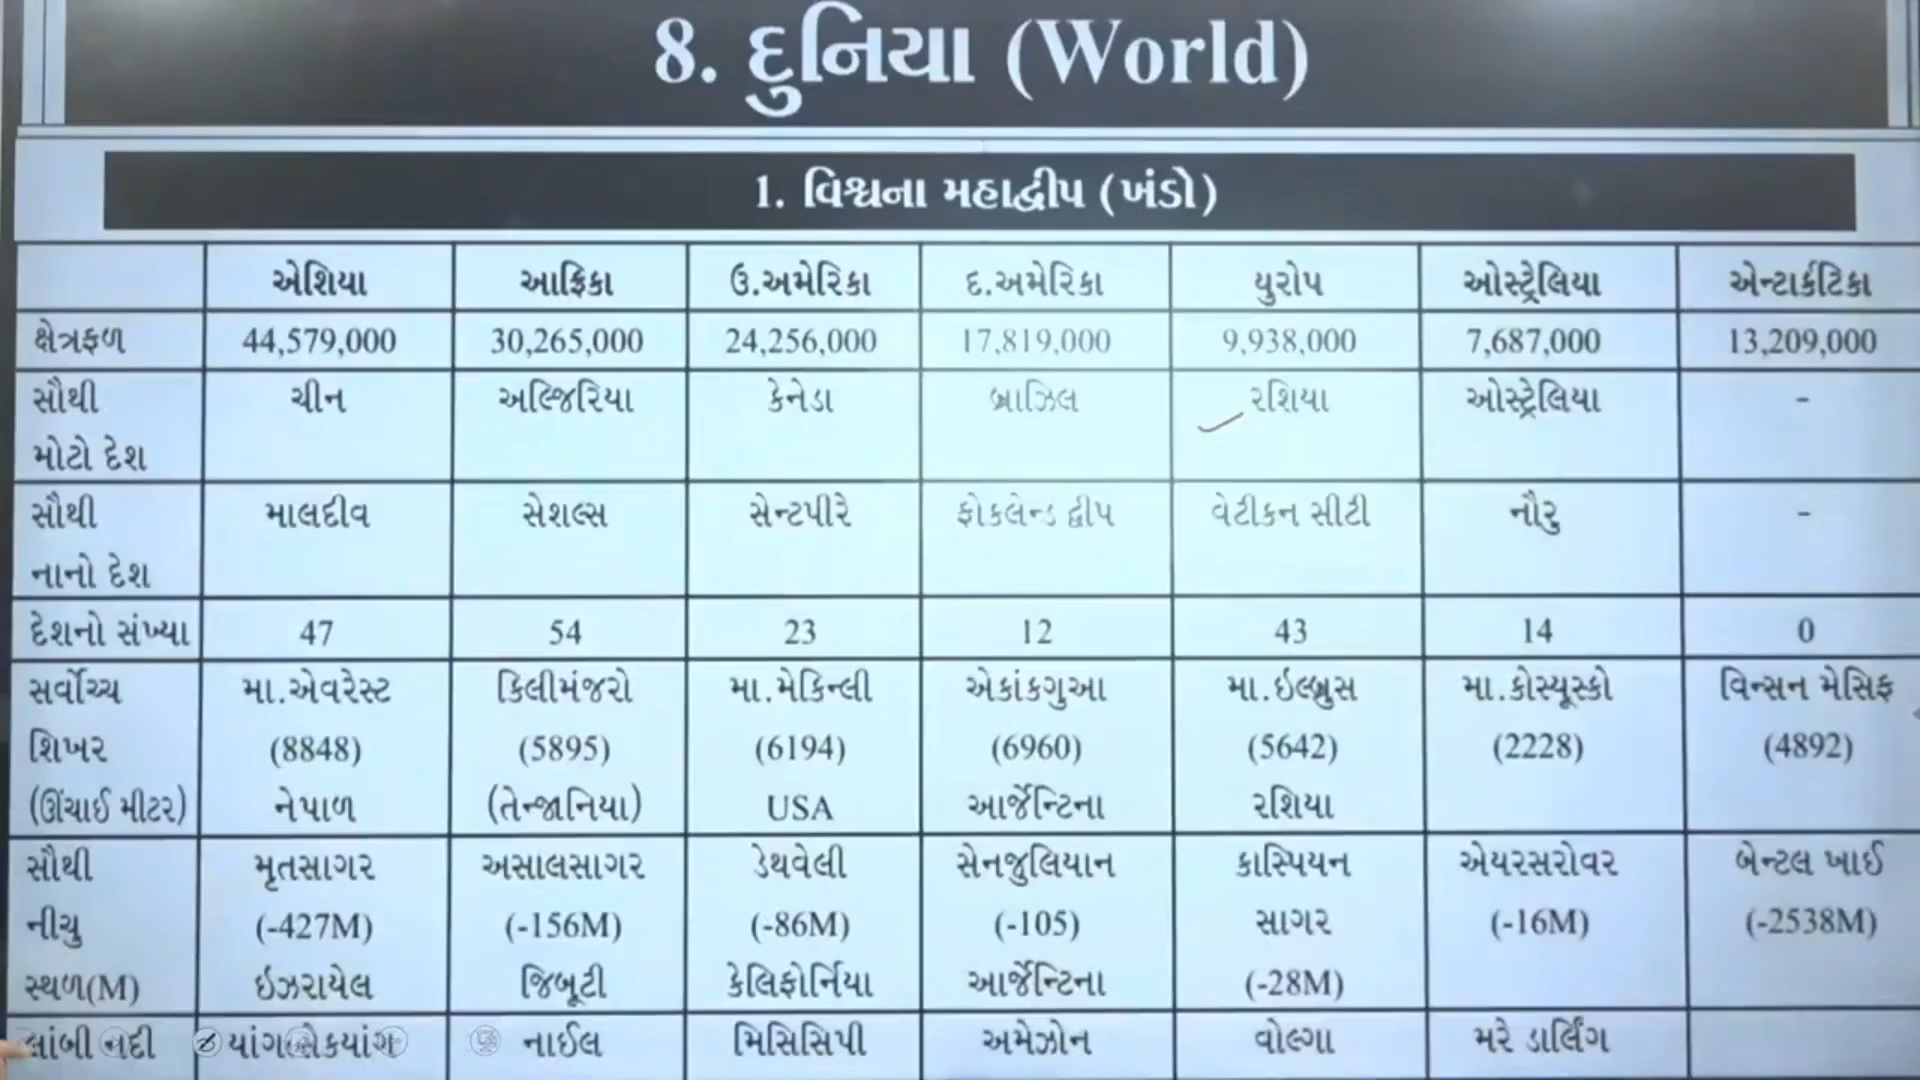 8. દુનિયા (World)
1. વિશ્વના મહાદ્વીપ (ખંડો)
એશિયા આફ્રિકા ઉ.અમેરિકા દ.અમેરિકા યુરોપ ઓસ્ટ્રેલિયા એન્ટાર્કટિકા
ક્ષેત્રફળ 44,579,000 30,265,000 24,256,000 17,819,000 9,938,000 7,687,000 13,209,000
સૌથી ચીન અલ્જિરિયા કેનેડા બ્રાઝિલ રશિયા ઓસ્ટ્રેલિયા -
મોટો દેશ
સૌથી માલદીવ સેશલ્સ સેન્ટપીરે ફોકલેન્ડ દ્વીપ વેટીકન સીટી નૌરુ -
નાનો દેશ
દેશનો સંખ્યા 47 54 23 12 43 14 0
સર્વોચ્ચ મા.એવરેસ્ટ કિલીમંજરો મા.મેકિન્લી એકાંકગુઆ મા.ઇલ્બ્રુસ મા.કોસ્યૂસ્કો વિન્સન મેસિફ
શિખર (8848) (5895) (6194) (6960) (5642) (2228) (4892)
(ઊંચાઈ મીટર) નેપાળ (તેન્જાનિયા) USA આર્જેન્ટિના રશિયા
સૌથી મૃતસાગર અસાલસાગર ડેથવેલી સેનજુલિયાન કાસ્પિયન એયરસરોવર બેન્ટલ ખાઈ
નીચુ (-427M) (-156M) (-86M) (-105) સાગર (-16M) (-2538M)
સ્થળ(M) ઇઝરાયેલ જિબૂટી કેલિફોર્નિયા આર્જેન્ટિના (-28M)
લાંબી નદી નાઈલ મિસિસિપી અમેઝોન વોલ્ગા મરે ડાર્લિંગ